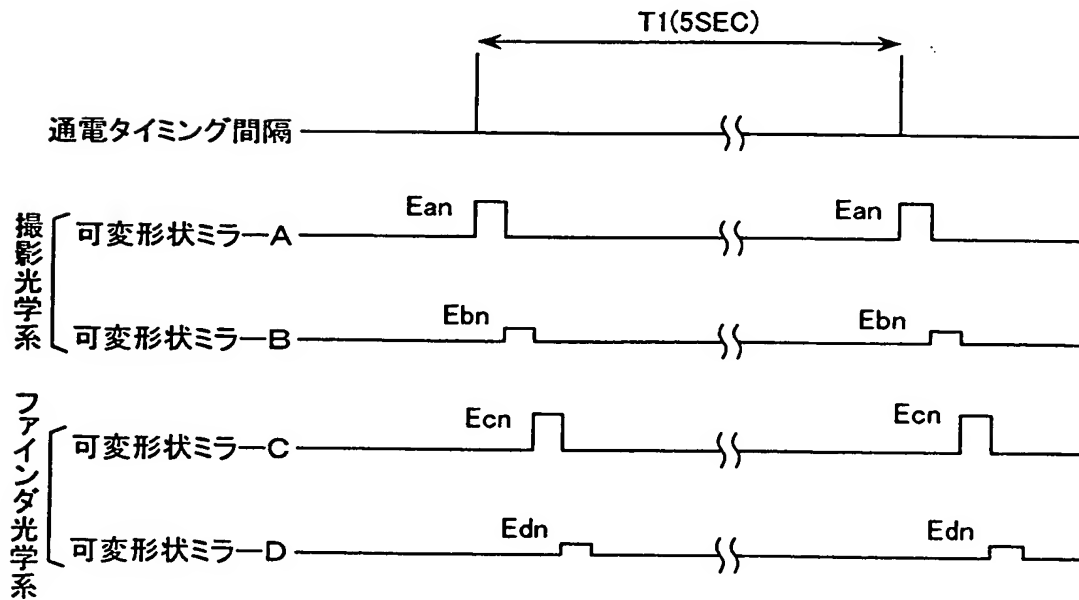 T1(5SEC)
通電タイミング間隔
撮影光学系
可変形状ミラーA
Ean
Ean
可変形状ミラーB
Ebn
Ebn
ファインダ光学系
可変形状ミラーC
Ecn
Ecn
可変形状ミラーD
Edn
Edn